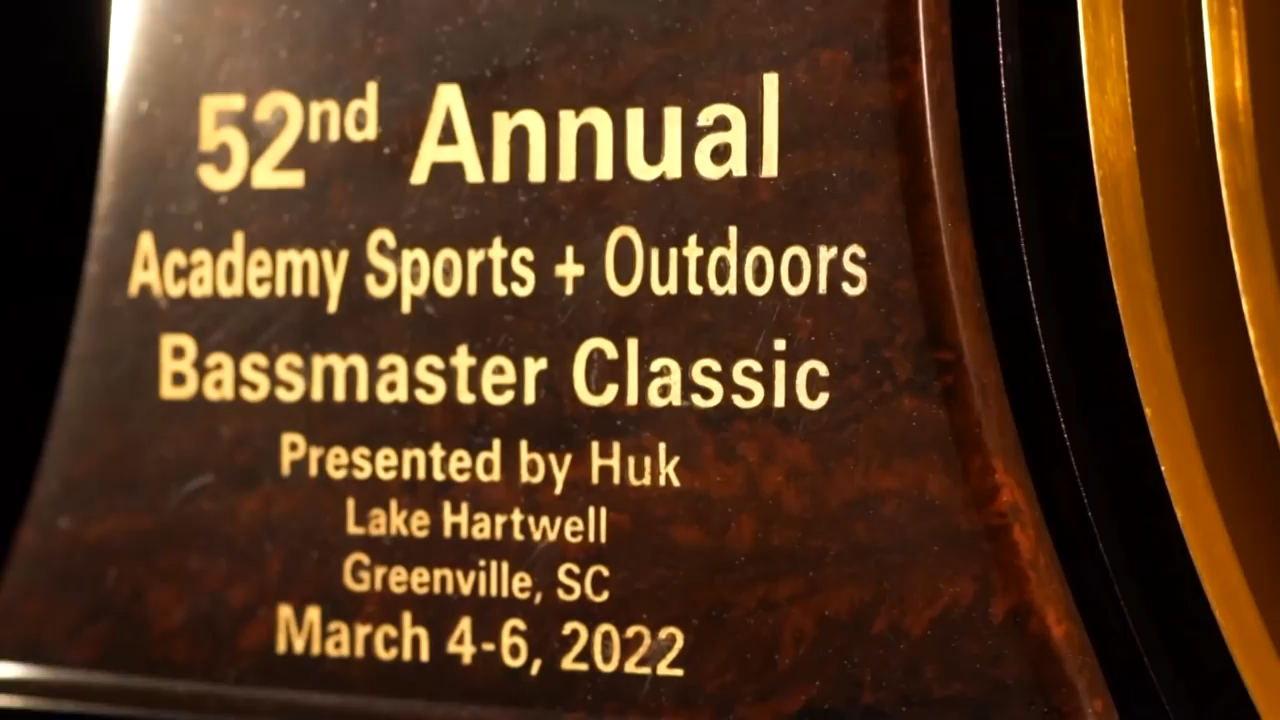 52nd Annual
Academy Sports + Outdoors
Bassmaster Classic
Presented by Huk
Lake Hartwell
Greenville, SC
March 4-6, 2022